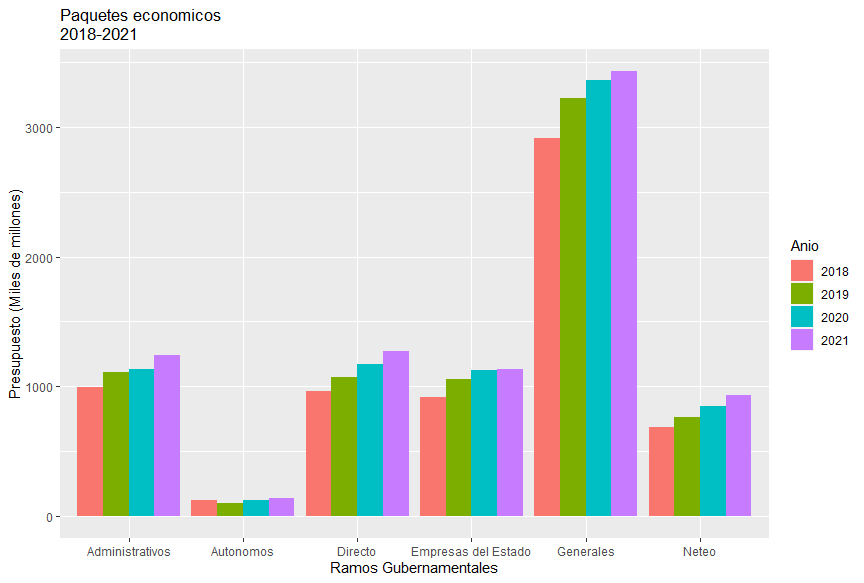 Paquetes economicos
2018-2021
Presupuesto (Miles de millones)
3000
2000
1000
0
Administrativos
Autonomos
Directo
Empresas del Estado
Generales
Neteo
Ramos Gubernamentales
Anio
2018
2019
2020
2021